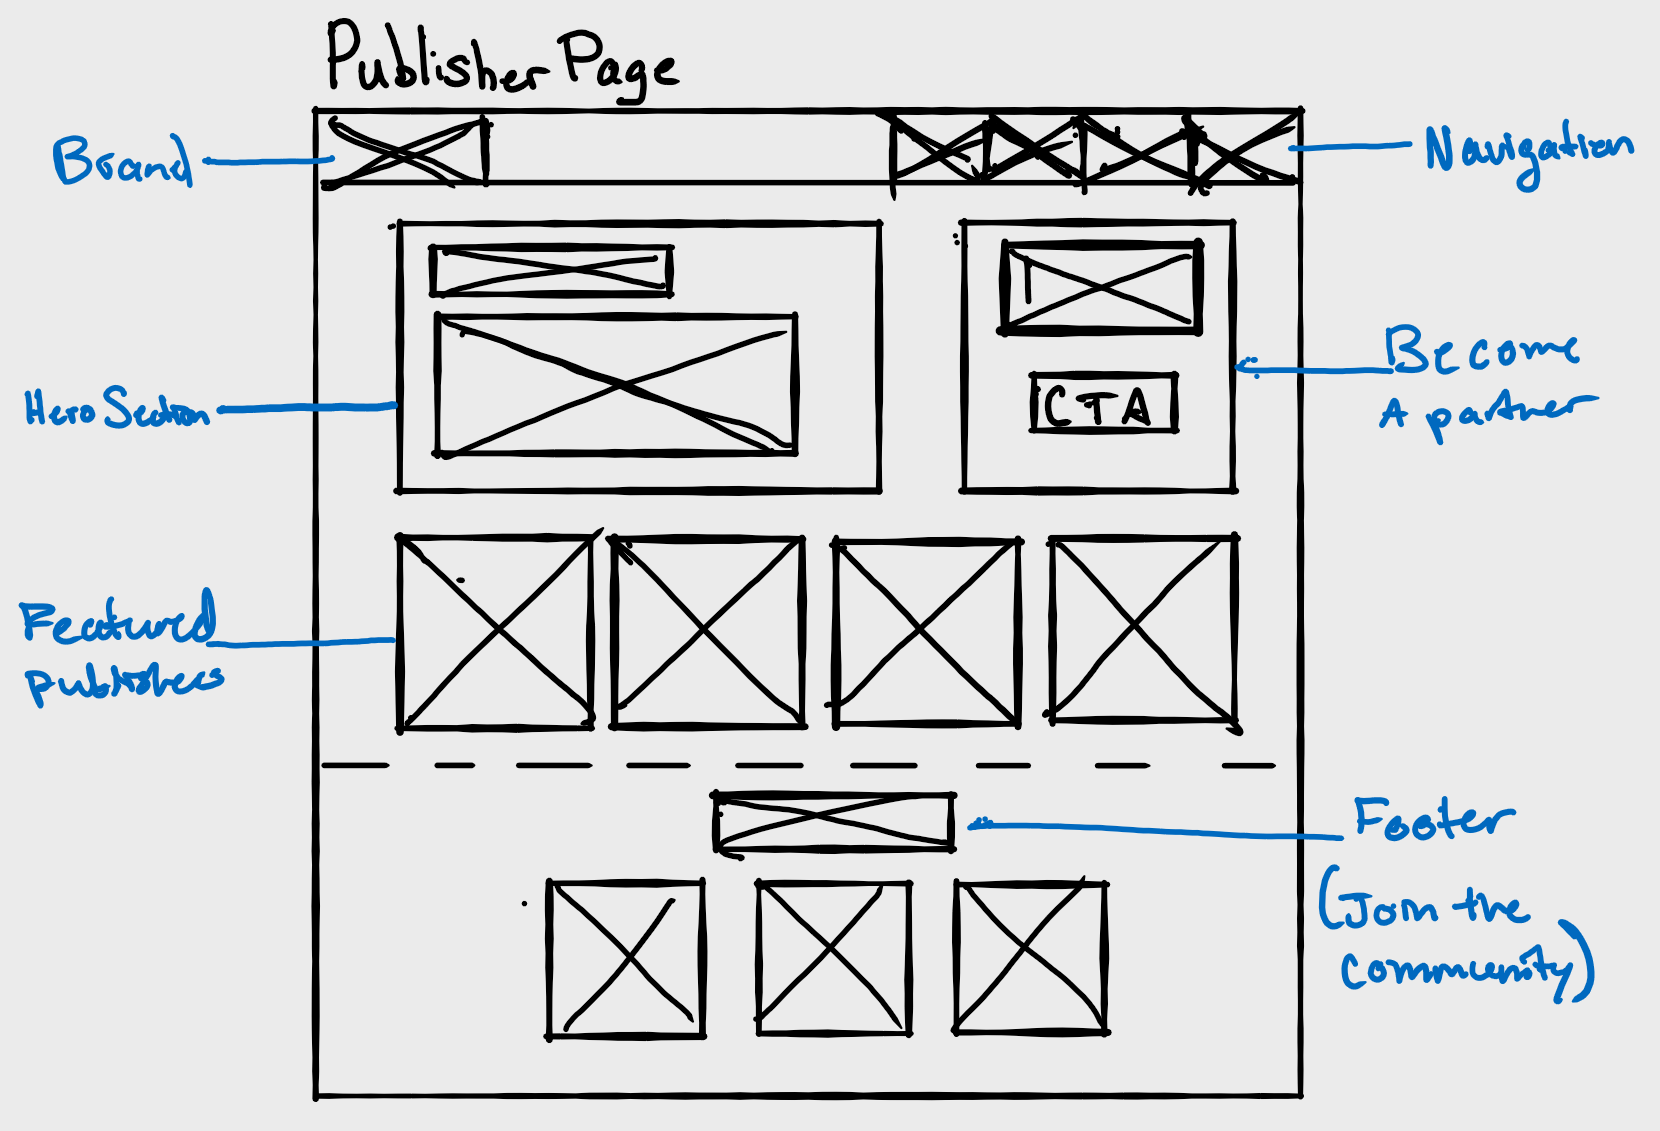 Publisher Page
Brand
Navigation
Hero Section
Become
A partner
CTA
Featured
publishers
Footer
(Join the
community)